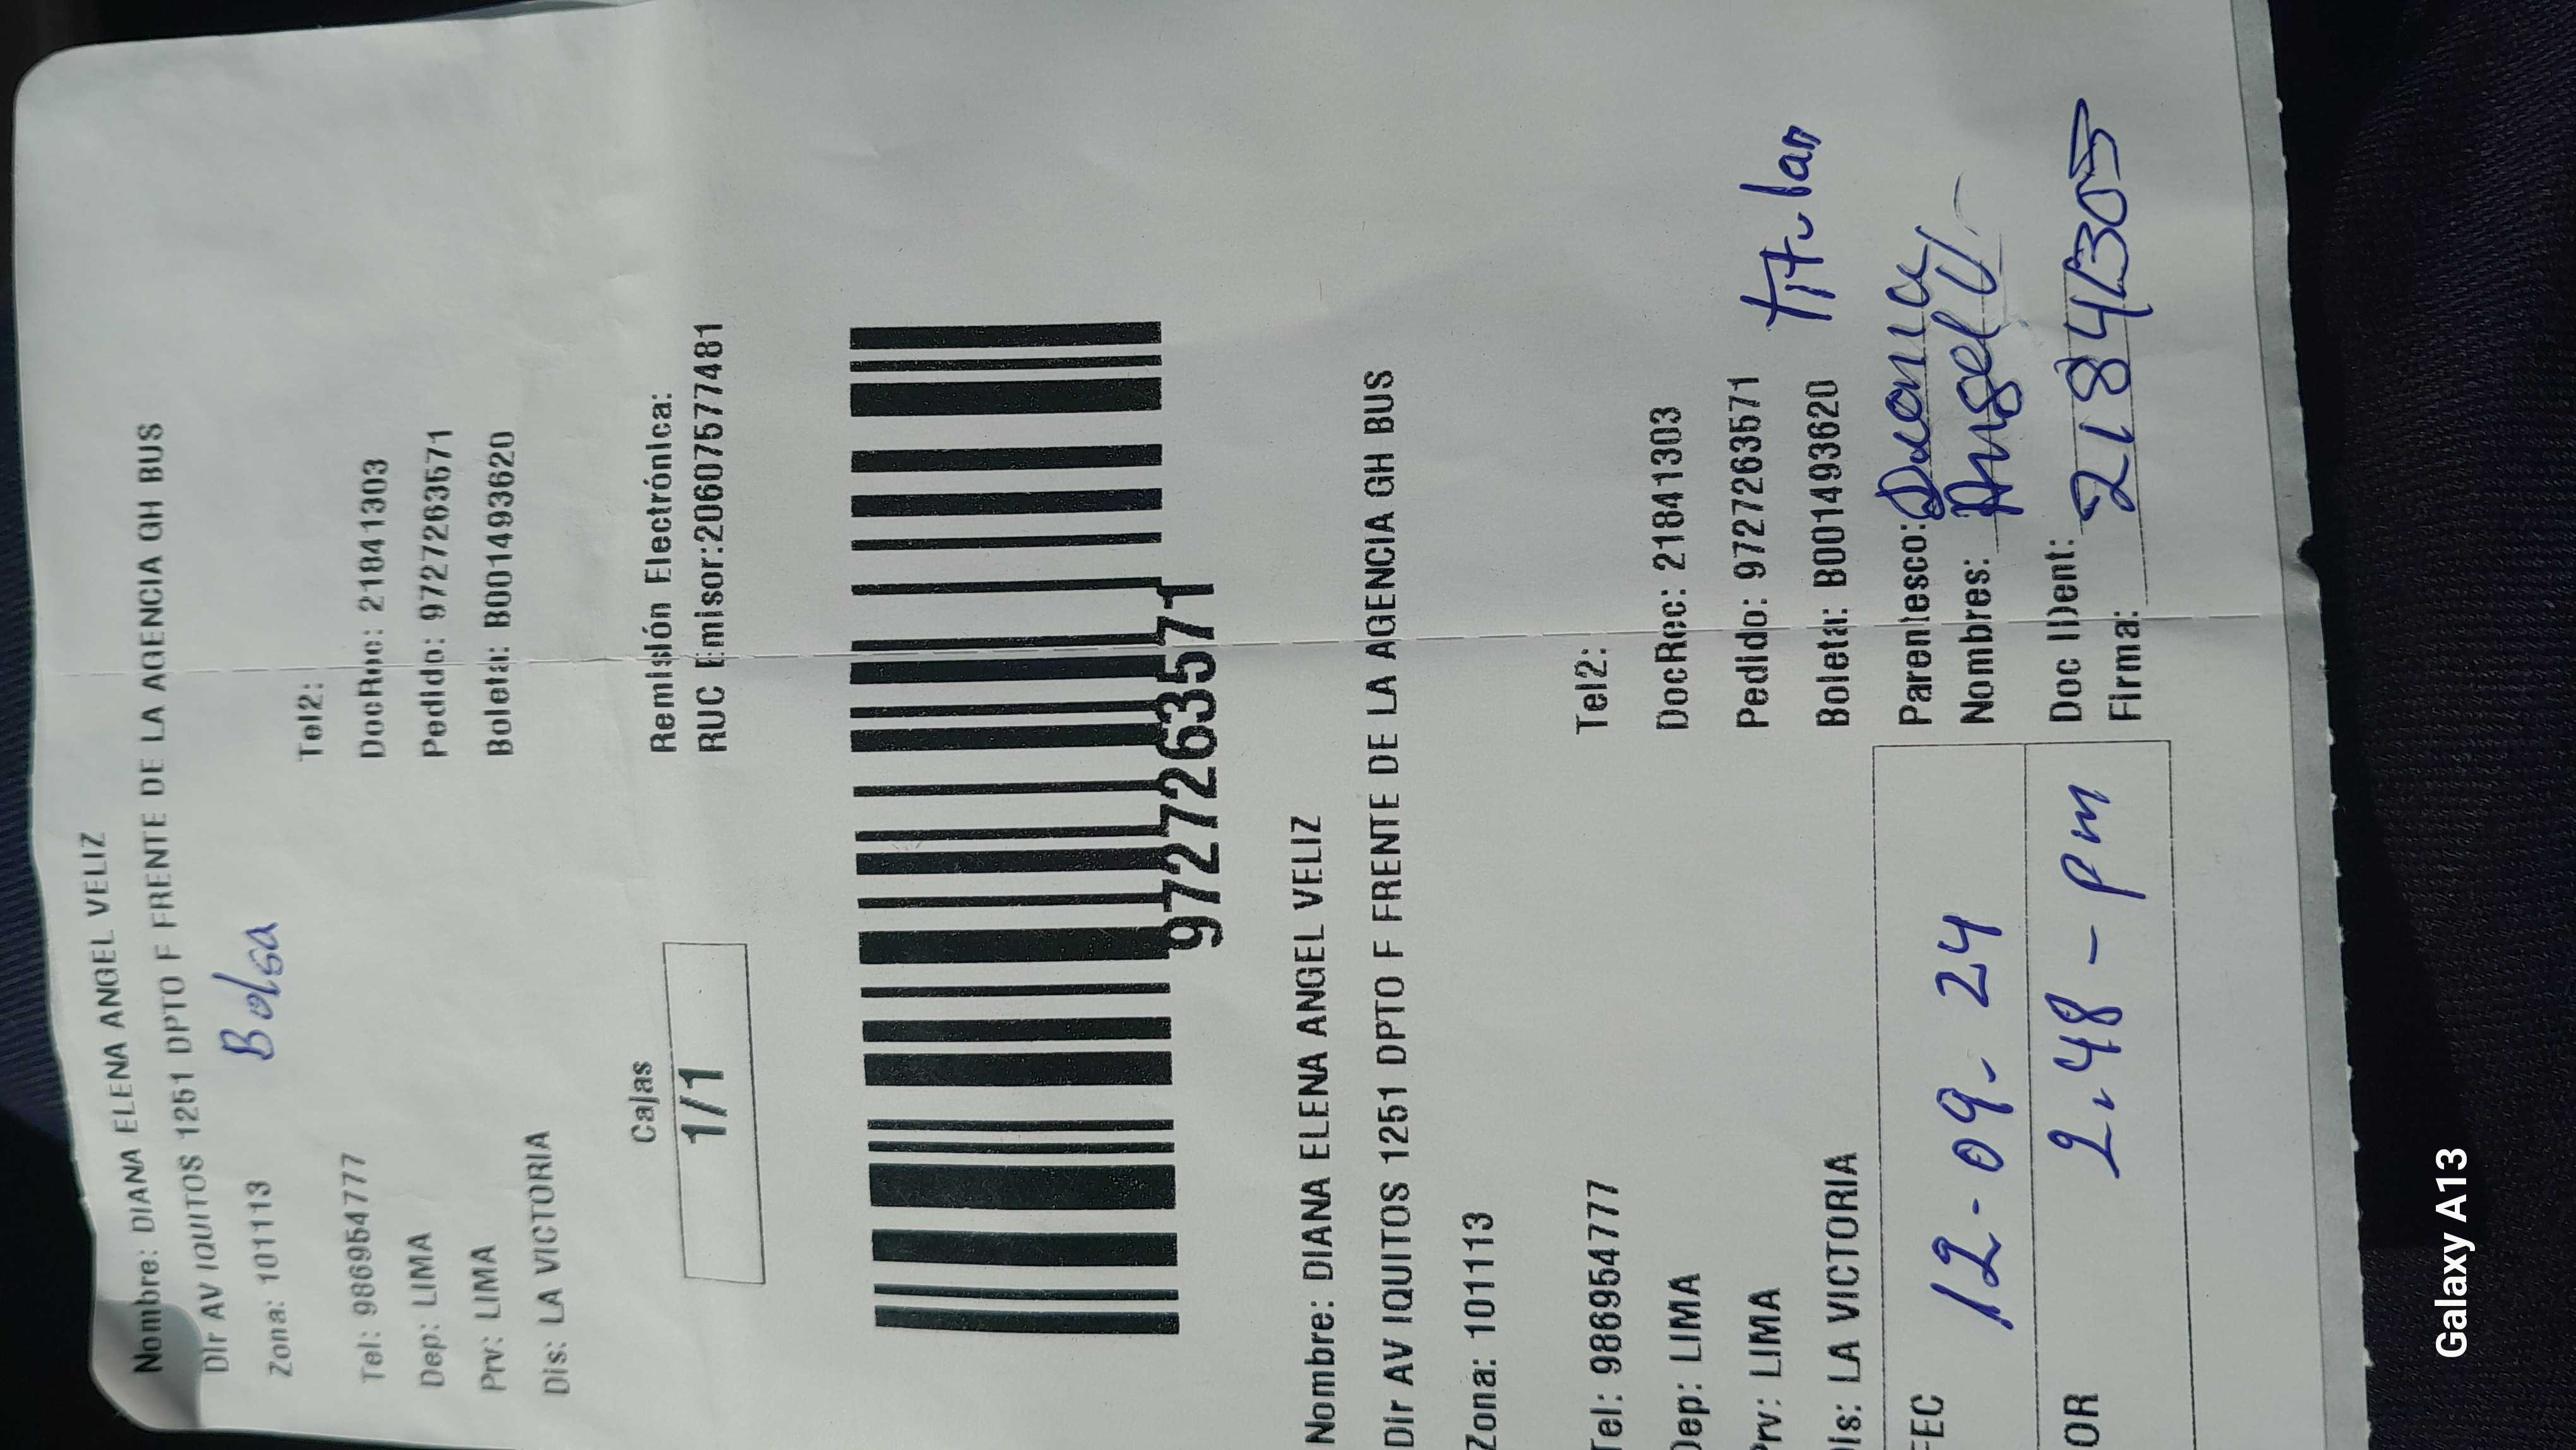 Nombre: DIANA ELENA ANGEL VELIZ
Dir AV IQUITOS 1251 DPTO F FRENTE DE LA AGENCIA GH BUS
Zona: 101113 Bolsa
Tel: 986954777 Tel2:
Dep: LIMA DocRec: 21841303
Prv: LIMA Pedido: 9727263571
Dis: LA VICTORIA Boleta: B001493620
Cajas Remisión Electrónica:
1/1 RUC Emisor:20607577481
9727263571
Nombre: DIANA ELENA ANGEL VELIZ
Dir AV IQUITOS 1251 DPTO F FRENTE DE LA AGENCIA GH BUS
Zona: 101113
Tel: 986954777 Tel2:
Dep: LIMA DocRec: 21841303
Prv: LIMA Pedido: 9727263571
Dis: LA VICTORIA Boleta: B001493620
Titular
FEC 12-09-24 Parentesco: Diana
Nombres: Angel V.
OR 2.48-pm Doc IDent: 21841303
Firma:
Galaxy A13